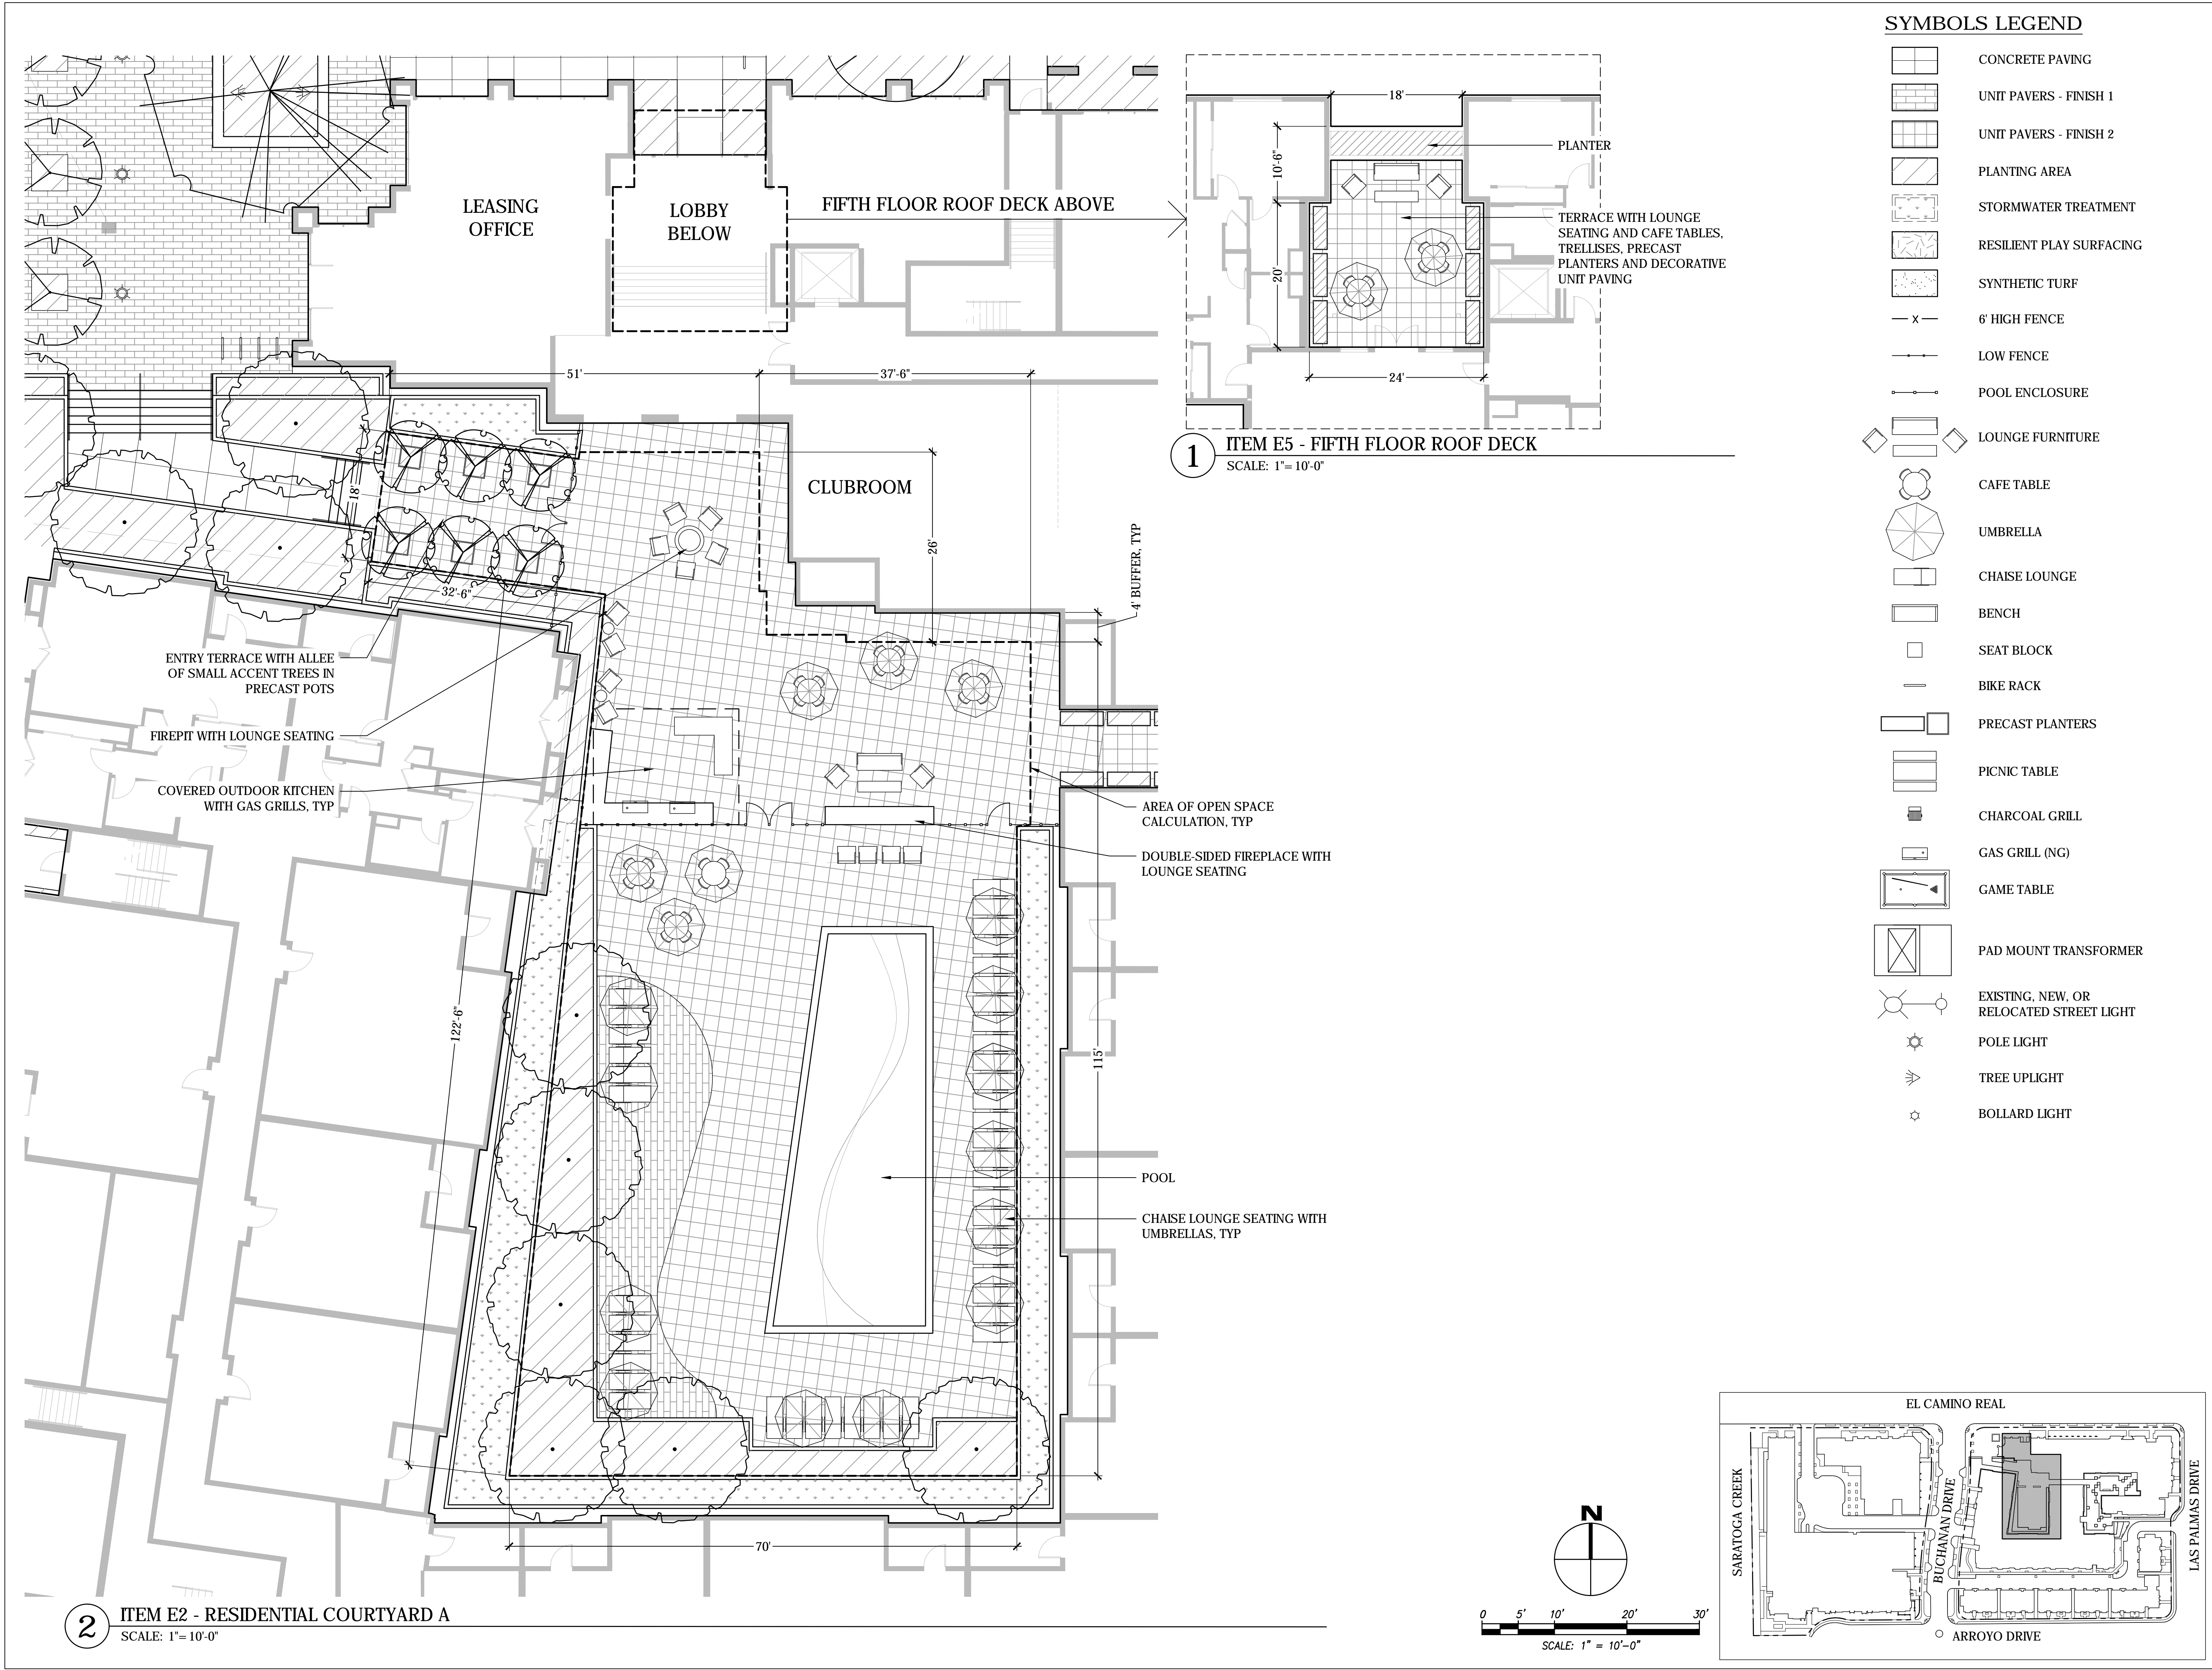 LEASING
OFFICE
LOBBY
BELOW
FIFTH FLOOR ROOF DECK ABOVE
51'
37'-6"
CLUBROOM
26'
4' BUFFER, TYP
18'
32'-6"
ENTRY TERRACE WITH ALLEE
OF SMALL ACCENT TREES IN
PRECAST POTS
FIREPIT WITH LOUNGE SEATING
COVERED OUTDOOR KITCHEN
WITH GAS GRILLS, TYP
AREA OF OPEN SPACE
CALCULATION, TYP
DOUBLE-SIDED FIREPLACE WITH
LOUNGE SEATING
122'-6"
115'
POOL
CHAISE LOUNGE SEATING WITH
UMBRELLAS, TYP
70'
2
ITEM E2 - RESIDENTIAL COURTYARD A
SCALE: 1"= 10'-0"
18'
10'-6"
PLANTER
20'
TERRACE WITH LOUNGE
SEATING AND CAFE TABLES,
TRELLISES, PRECAST
PLANTERS AND DECORATIVE
UNIT PAVING
24'
1
ITEM E5 - FIFTH FLOOR ROOF DECK
SCALE: 1"= 10'-0"
SYMBOLS LEGEND
CONCRETE PAVING
UNIT PAVERS - FINISH 1
UNIT PAVERS - FINISH 2
PLANTING AREA
STORMWATER TREATMENT
RESILIENT PLAY SURFACING
SYNTHETIC TURF
X
6' HIGH FENCE
LOW FENCE
POOL ENCLOSURE
LOUNGE FURNITURE
CAFE TABLE
UMBRELLA
CHAISE LOUNGE
BENCH
SEAT BLOCK
BIKE RACK
PRECAST PLANTERS
PICNIC TABLE
CHARCOAL GRILL
GAS GRILL (NG)
GAME TABLE
PAD MOUNT TRANSFORMER
EXISTING, NEW, OR
RELOCATED STREET LIGHT
POLE LIGHT
TREE UPLIGHT
BOLLARD LIGHT
N
0 5' 10' 20' 30'
SCALE: 1" = 10'-0"
EL CAMINO REAL
SARATOGA CREEK
BUCHANAN DRIVE
LAS PALMAS DRIVE
ARROYO DRIVE